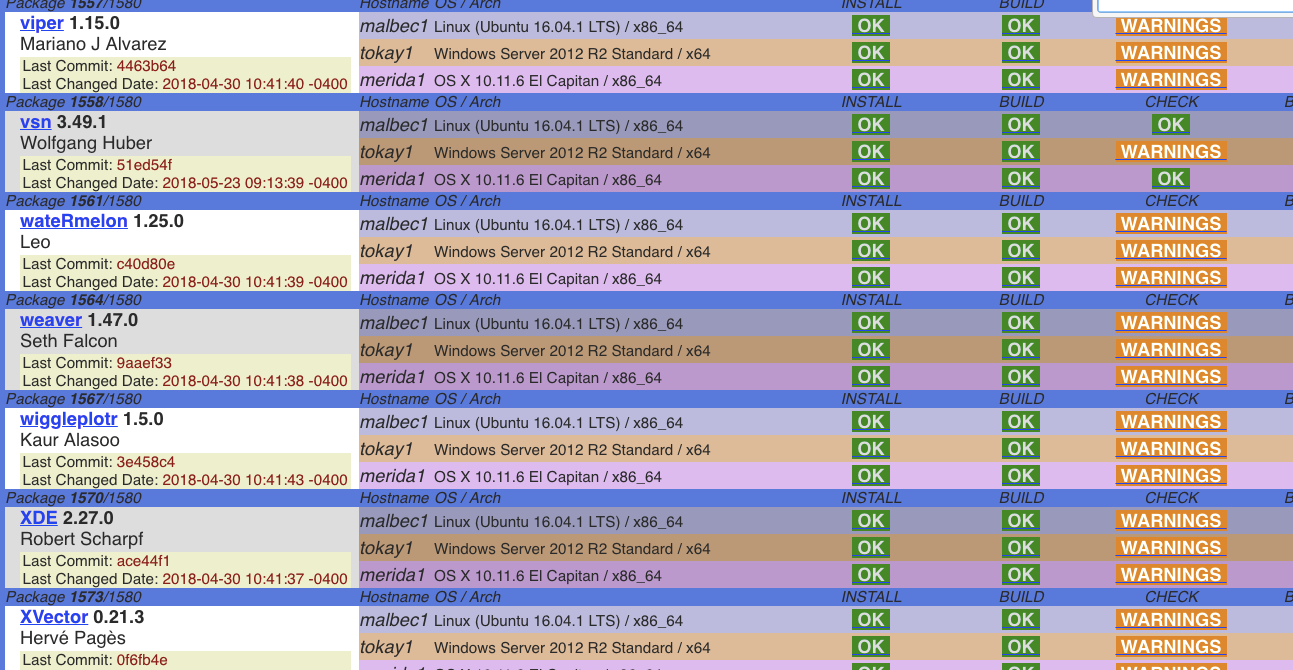 Package 1557/1580 Hostname OS / Arch INSTALL BUILD
viper 1.15.0
Mariano J Alvarez
Last Commit: 4463b64
Last Changed Date: 2018-04-30 10:41:40 -0400
malbec1 Linux (Ubuntu 16.04.1 LTS) / x86_64 OK OK WARNINGS
tokay1 Windows Server 2012 R2 Standard / x64 OK OK WARNINGS
merida1 OS X 10.11.6 El Capitan / x86_64 OK OK WARNINGS
Package 1558/1580 Hostname OS / Arch INSTALL BUILD CHECK B
vsn 3.49.1
Wolfgang Huber
Last Commit: 51ed54f
Last Changed Date: 2018-05-23 09:13:39 -0400
malbec1 Linux (Ubuntu 16.04.1 LTS) / x86_64 OK OK OK
tokay1 Windows Server 2012 R2 Standard / x64 OK OK WARNINGS
merida1 OS X 10.11.6 El Capitan / x86_64 OK OK OK
Package 1561/1580 Hostname OS / Arch INSTALL BUILD CHECK B
wateRmelon 1.25.0
Leo
Last Commit: c40d80e
Last Changed Date: 2018-04-30 10:41:39 -0400
malbec1 Linux (Ubuntu 16.04.1 LTS) / x86_64 OK OK WARNINGS
tokay1 Windows Server 2012 R2 Standard / x64 OK OK WARNINGS
merida1 OS X 10.11.6 El Capitan / x86_64 OK OK WARNINGS
Package 1564/1580 Hostname OS / Arch INSTALL BUILD CHECK B
weaver 1.47.0
Seth Falcon
Last Commit: 9aaef33
Last Changed Date: 2018-04-30 10:41:38 -0400
malbec1 Linux (Ubuntu 16.04.1 LTS) / x86_64 OK OK WARNINGS
tokay1 Windows Server 2012 R2 Standard / x64 OK OK WARNINGS
merida1 OS X 10.11.6 El Capitan / x86_64 OK OK WARNINGS
Package 1567/1580 Hostname OS / Arch INSTALL BUILD CHECK B
wiggleplotr 1.5.0
Kaur Alasoo
Last Commit: 3e458c4
Last Changed Date: 2018-04-30 10:41:43 -0400
malbec1 Linux (Ubuntu 16.04.1 LTS) / x86_64 OK OK WARNINGS
tokay1 Windows Server 2012 R2 Standard / x64 OK OK WARNINGS
merida1 OS X 10.11.6 El Capitan / x86_64 OK OK WARNINGS
Package 1570/1580 Hostname OS / Arch INSTALL BUILD CHECK B
XDE 2.27.0
Robert Scharpf
Last Commit: ace44f1
Last Changed Date: 2018-04-30 10:41:37 -0400
malbec1 Linux (Ubuntu 16.04.1 LTS) / x86_64 OK OK WARNINGS
tokay1 Windows Server 2012 R2 Standard / x64 OK OK WARNINGS
merida1 OS X 10.11.6 El Capitan / x86_64 OK OK WARNINGS
Package 1573/1580 Hostname OS / Arch INSTALL BUILD CHECK B
XVector 0.21.3
Hervé Pagès
Last Commit: 0f6fb4e
malbec1 Linux (Ubuntu 16.04.1 LTS) / x86_64 OK OK WARNINGS
tokay1 Windows Server 2012 R2 Standard / x64 OK OK WARNINGS